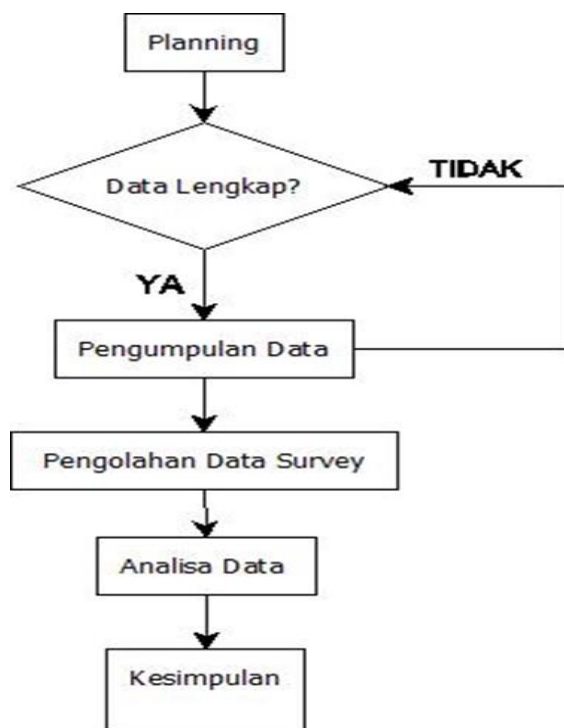 Planning
Data Lengkap?
TIDAK
YA
Pengumpulan Data
Pengolahan Data Survey
Analisa Data
Kesimpulan